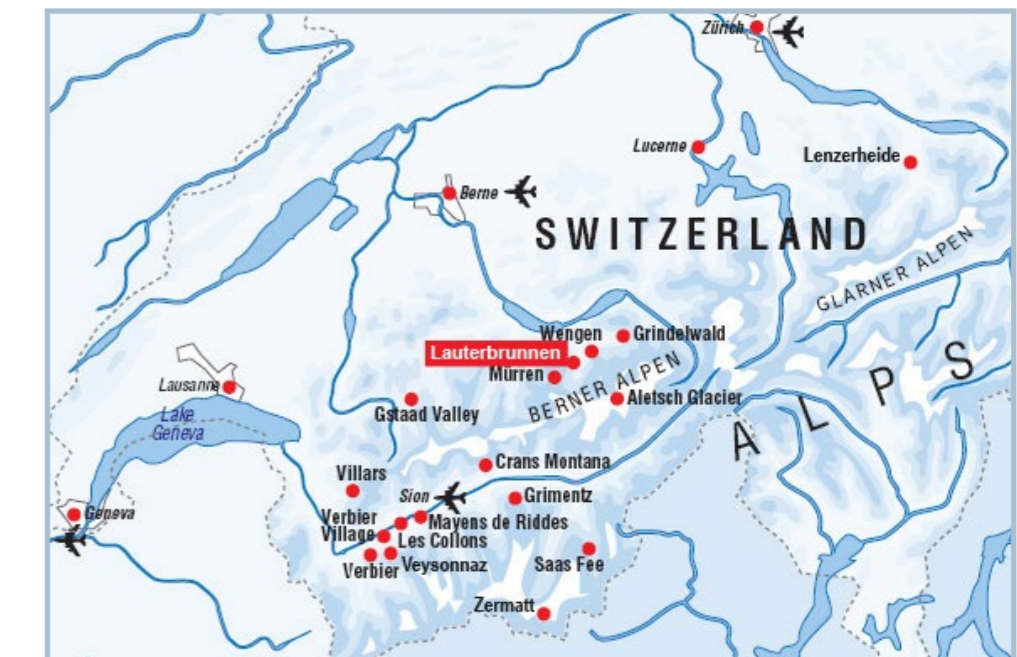 Zürich
Lucerne
Lenzerheide
Berne
SWITZERLAND
GLARNER ALPEN
Wengen
Grindelwald
Lauterbrunnen
Mürren
BERNER ALPEN
ALPS
Lausanne
Aletsch Glacier
Lake
Geneva
Gstaad Valley
Crans Montana
Villars
Sion
Grimentz
Geneva
Verbier
Village
Mayens de Riddes
Les Collons
Verbier
Veysonnaz
Saas Fee
Zermatt